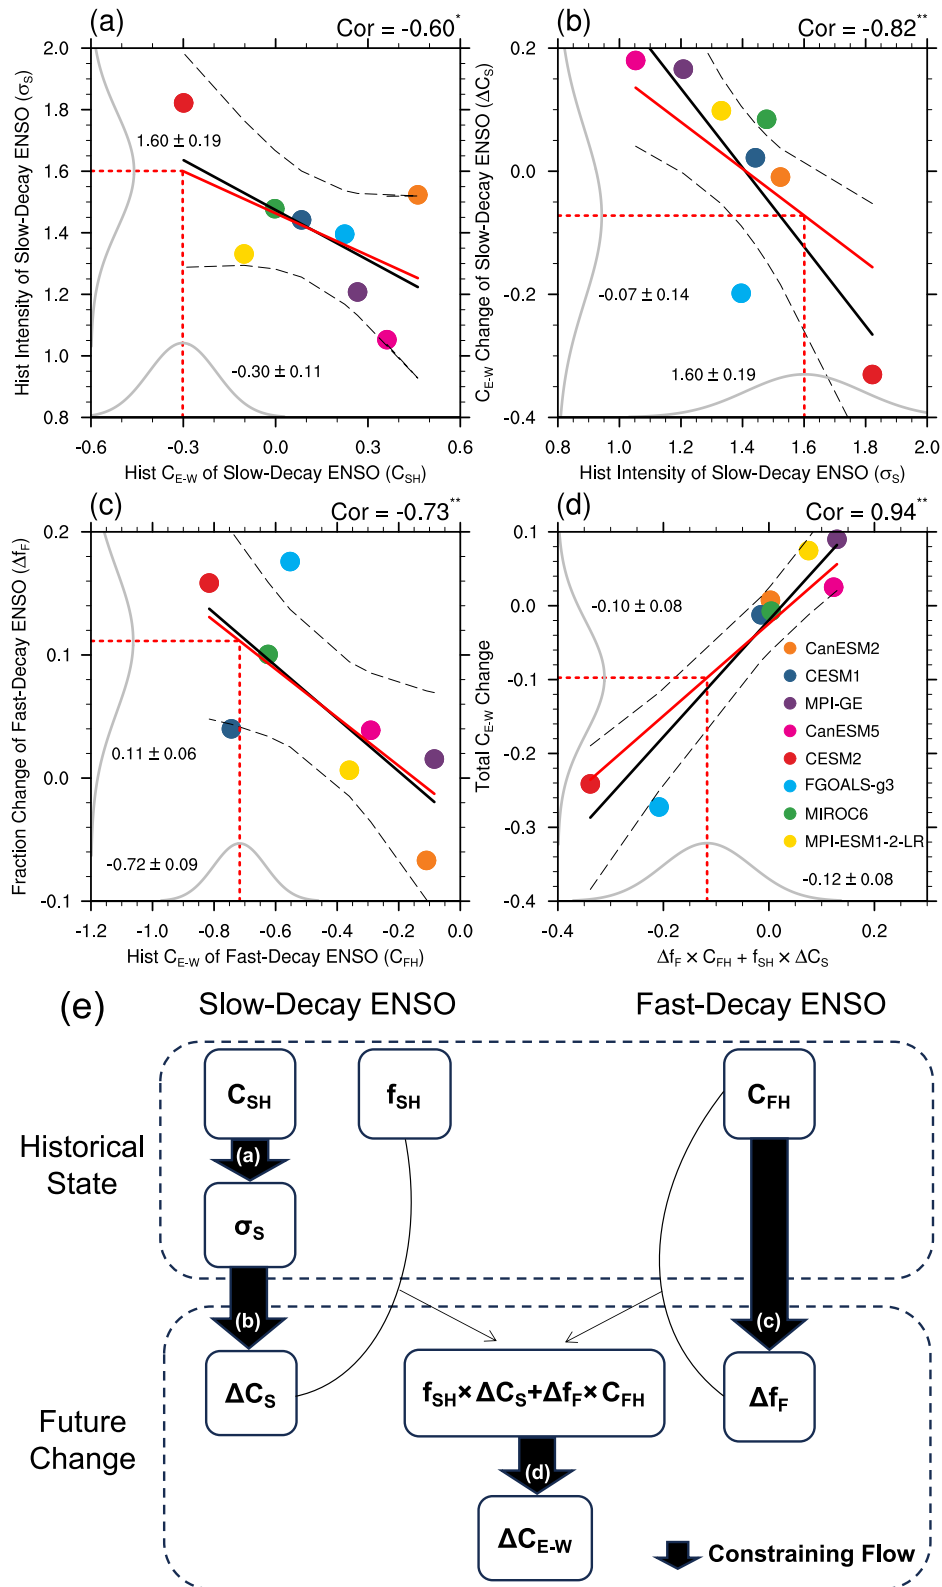 (a)
Cor = -0.60*
Hist Intensity of Slow-Decay ENSO (σS)
2.0
1.8
1.6
1.4
1.2
1.0
0.8
1.60 ± 0.19
-0.30 ± 0.11
-0.6
-0.3
0.0
0.3
0.6
Hist CE-W of Slow-Decay ENSO (CSH)
(b)
Cor = -0.82**
CE-W Change of Slow-Decay ENSO (ΔCS)
0.2
0.0
-0.2
-0.4
-0.07 ± 0.14
1.60 ± 0.19
0.8
1.0
1.2
1.4
1.6
1.8
2.0
Hist Intensity of Slow-Decay ENSO (σS)
(c)
Cor = -0.73**
Fraction Change of Fast-Decay ENSO (ΔfF)
0.2
0.1
0.0
-0.1
0.11 ± 0.06
-0.72 ± 0.09
-1.2
-1.0
-0.8
-0.6
-0.4
-0.2
0.0
Hist CE-W of Fast-Decay ENSO (CFH)
(d)
Cor = 0.94**
Total CE-W Change
0.1
0.0
-0.1
-0.2
-0.3
-0.4
-0.10 ± 0.08
CanESM2
CESM1
MPI-GE
CanESM5
CESM2
FGOALS-g3
MIROC6
MPI-ESM1-2-LR
-0.12 ± 0.08
-0.4
-0.2
0.0
0.2
ΔfF × CFH + fSH × ΔCS
(e)
Slow-Decay ENSO
Fast-Decay ENSO
Historical
State
CSH
fSH
CFH
(a)
σS
(b)
(c)
Future
Change
ΔCS
fSH × ΔCS+ΔfF × CFH
ΔfF
(d)
ΔCE-W
Constraining Flow